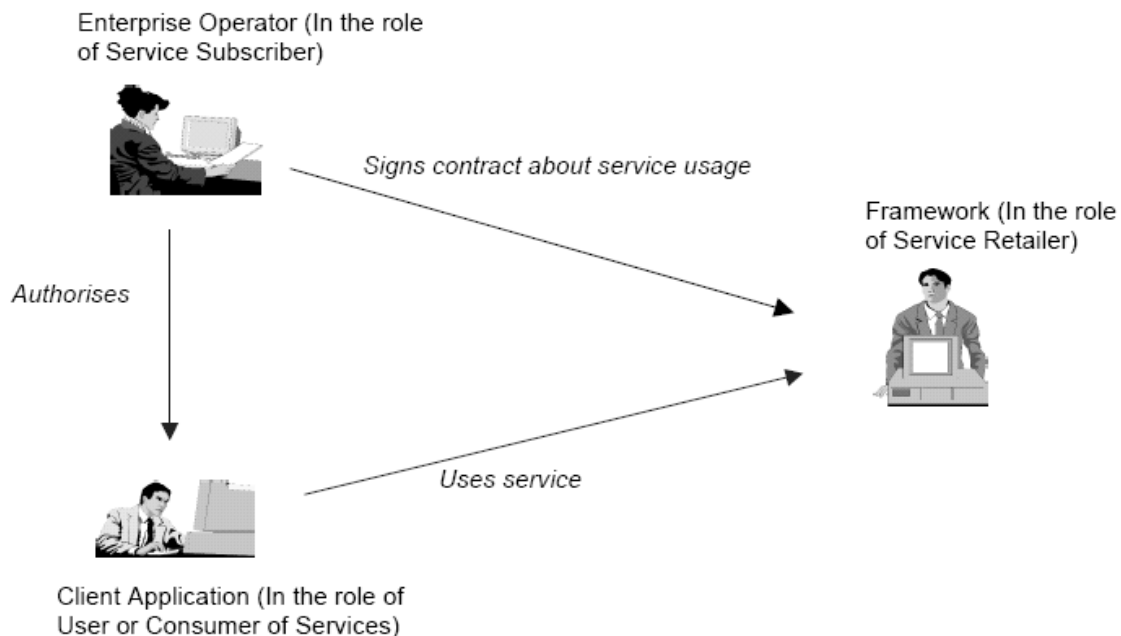 Enterprise Operator (In the role
of Service Subscriber)
Signs contract about service usage
Framework (In the role
of Service Retailer)
Authorises
Uses service
Client Application (In the role of
User or Consumer of Services)